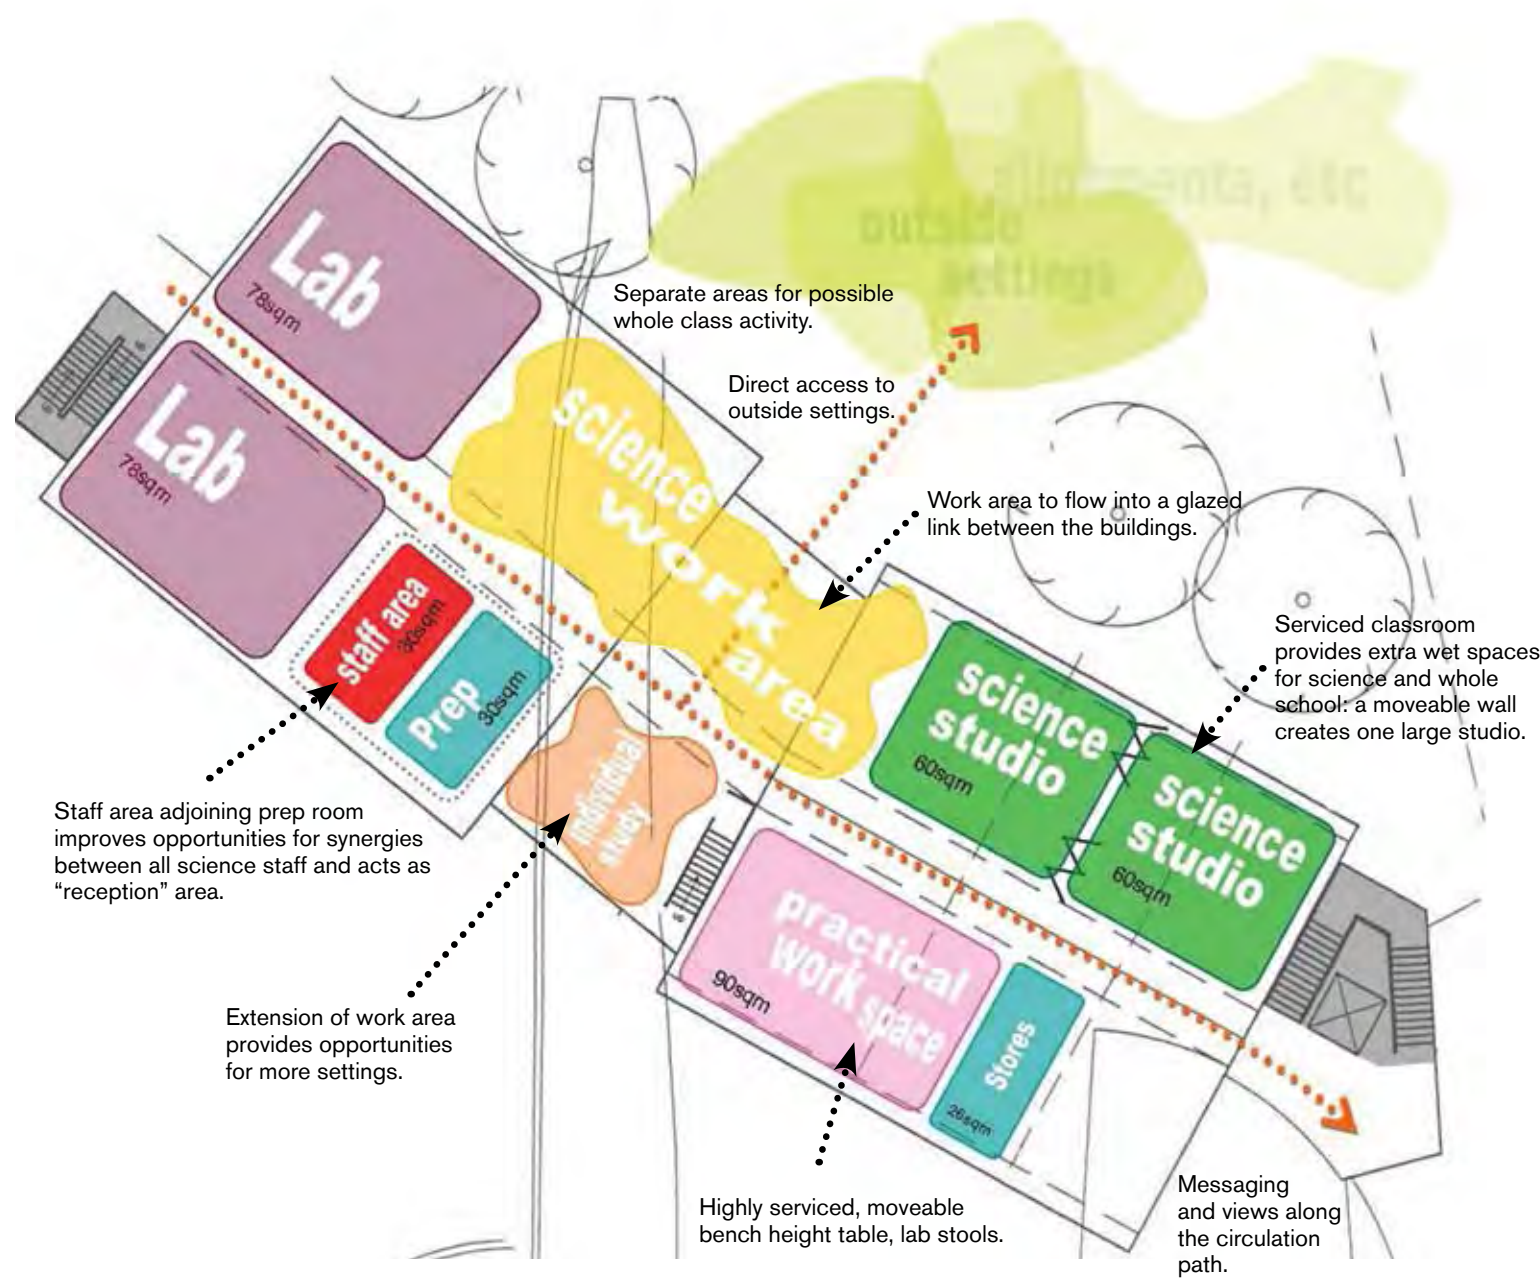 outside
settings
allotments, etc
Lab
78sqm
Separate areas for possible
whole class activity.
Lab
78sqm
Direct access to
outside settings.
science
work
area
Work area to flow into a glazed
link between the buildings.
staff area
30sqm
Prep
30sqm
Individual
study
science
studio
60sqm
science
studio
60sqm
Serviced classroom
provides extra wet spaces
for science and whole
school: a moveable wall
creates one large studio.
Staff area adjoining prep room
improves opportunities for synergies
between all science staff and acts as
“reception” area.
practical
work space
90sqm
Stores
26sqm
Extension of work area
provides opportunities
for more settings.
Highly serviced, moveable
bench height table, lab stools.
Messaging
and views along
the circulation
path.